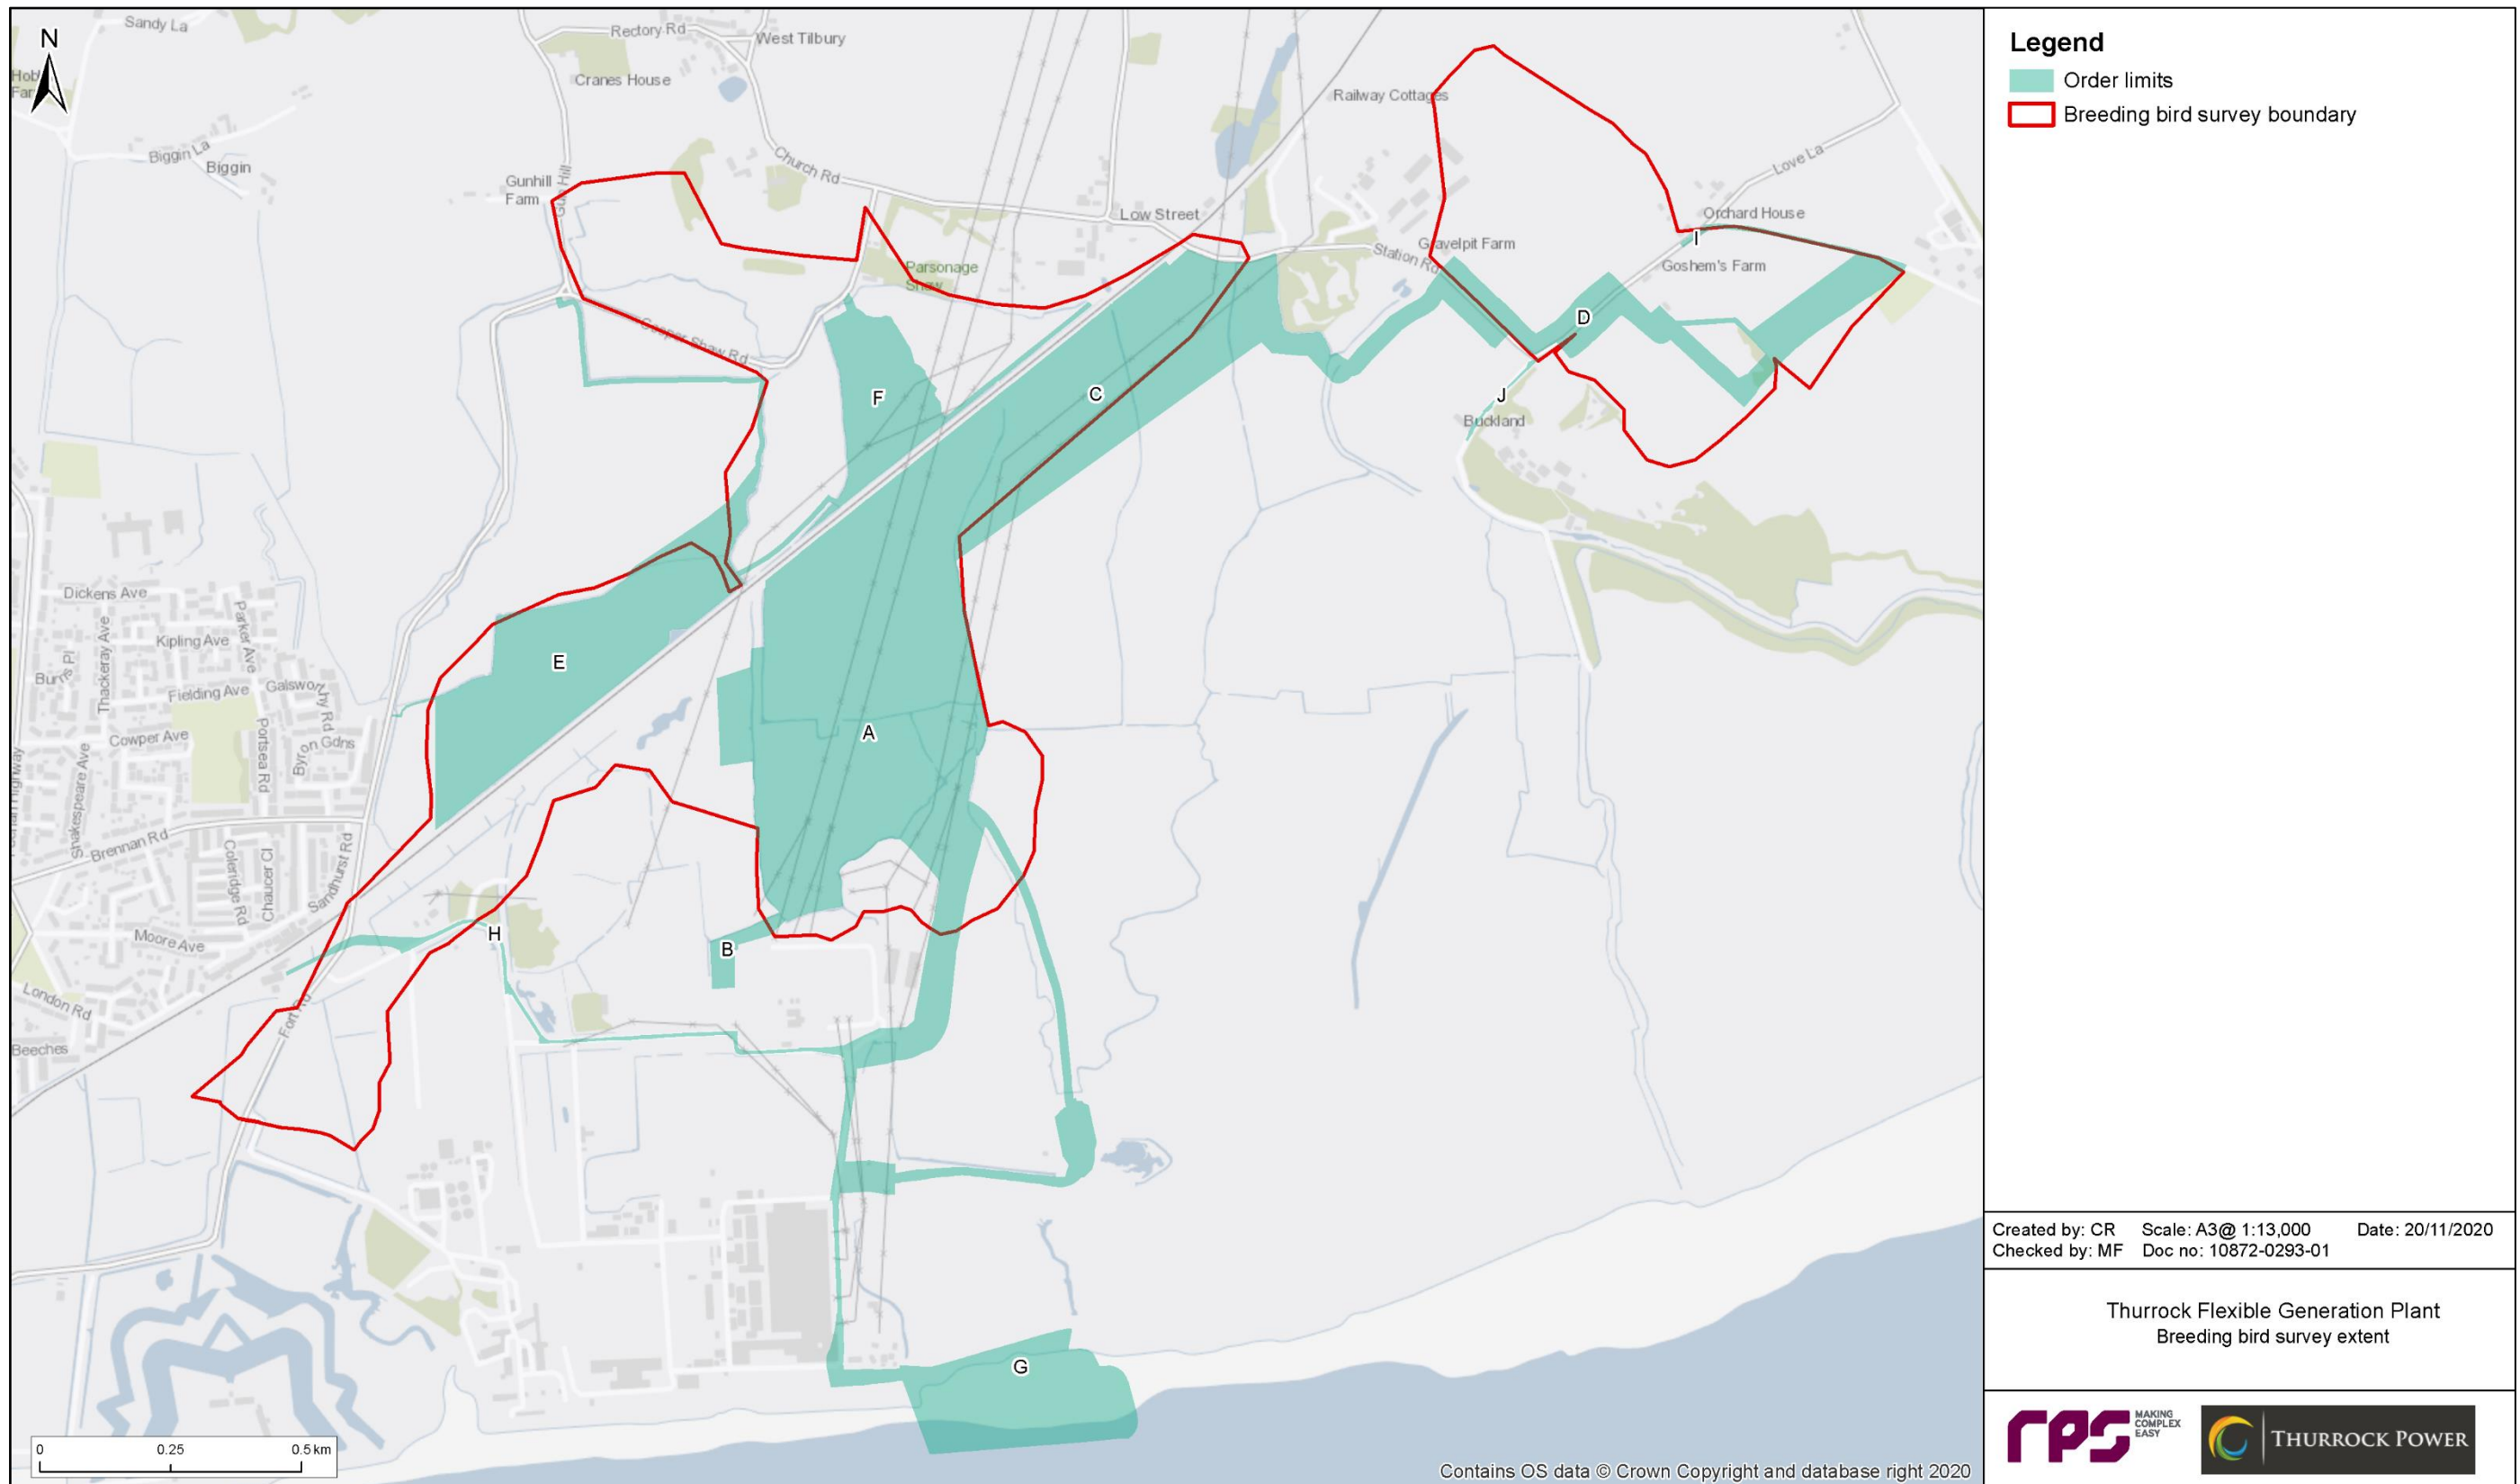 N
Sandy La
Rectory Rd
West Tilbury
Cranes House
Railway Cottages
Biggin La
Biggin
Church Rd
Gunhill
Farm
Low Street
Love La
Orchard House
Station Rd
Gravelpit Farm
I
Goshem's Farm
Parsonage
Shaw
Cooper Shaw Rd
D
F
C
J
Buckland
Dickens Ave
Parker Ave
Thackeray Ave
Kipling Ave
E
Fielding Ave
Galsworthy Rd
Portsea Rd
Cowper Ave
Byron Gdns
A
Shakespeare Ave
Brennan Rd
Coleridge Rd
Chaucer Cl
Sandhurst Rd
Moore Ave
H
B
London Rd
Fort Rd
Beeches
G
0 0.25 0.5 km
Contains OS data © Crown Copyright and database right 2020
Legend
Order limits
Breeding bird survey boundary
Created by: CR Scale: A3@ 1:13,000 Date: 20/11/2020
Checked by: MF Doc no: 10872-0293-01
Thurrock Flexible Generation Plant
Breeding bird survey extent
rps
MAKING
COMPLEX
EASY
THURROCK POWER